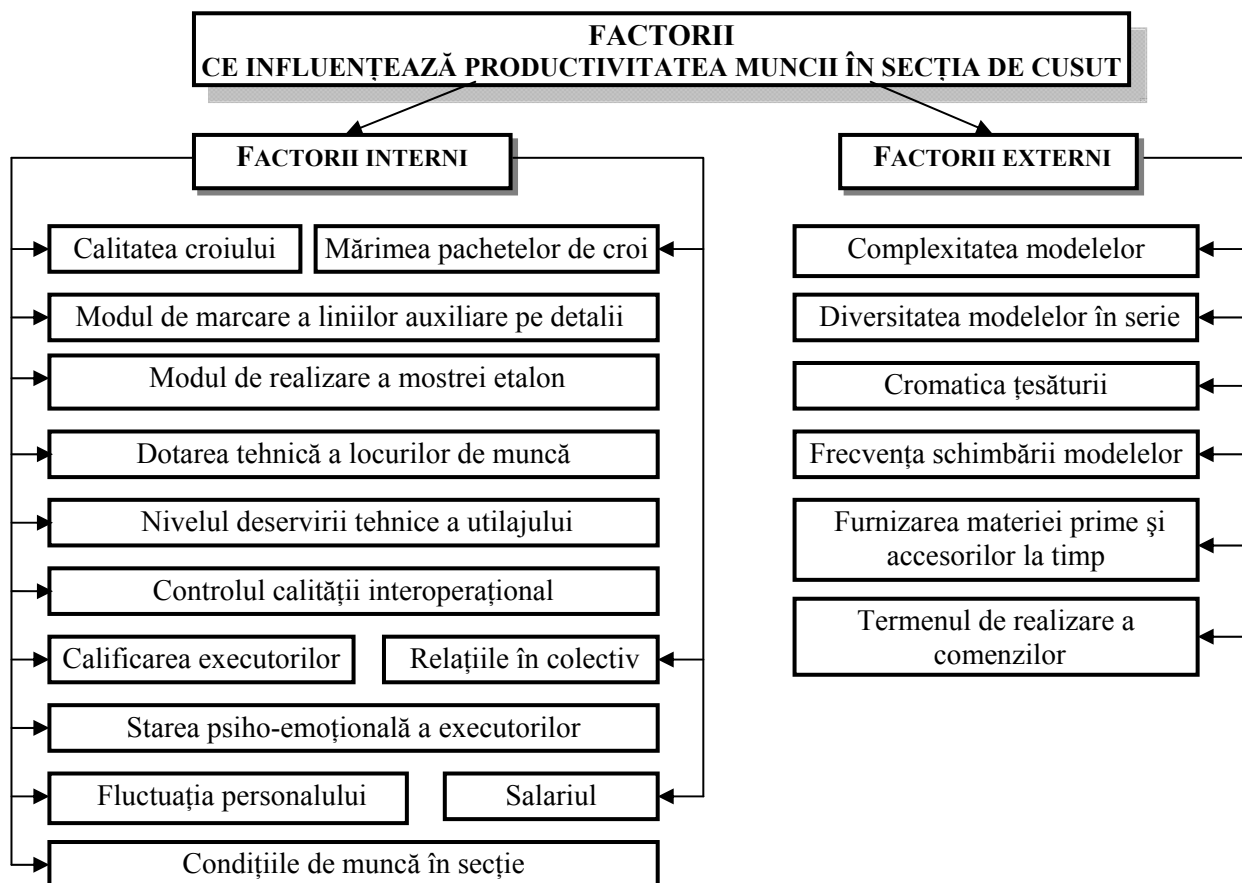 FACTORII
CE INFLUENȚEAZĂ PRODUCTIVITATEA MUNCII ÎN SECȚIA DE CUSUT
FACTORII INTERNI
Calitatea croiului
Mărimea pachetelor de croi
Modul de marcare a liniilor auxiliare pe detalii
Modul de realizare a mostrei etalon
Dotarea tehnică a locurilor de muncă
Nivelul deservirii tehnice a utilajului
Controlul calității interoperațional
Calificarea executorilor
Relațiile în colectiv
Starea psiho-emoțională a executorilor
Fluctuația personalului
Salariul
Condițiile de muncă în secție
FACTORII EXTERNI
Complexitatea modelelor
Diversitatea modelelor în serie
Cromatica țesăturii
Frecvența schimbării modelelor
Furnizarea materiei prime şi
accesorilor la timp
Termenul de realizare a
comenzilor